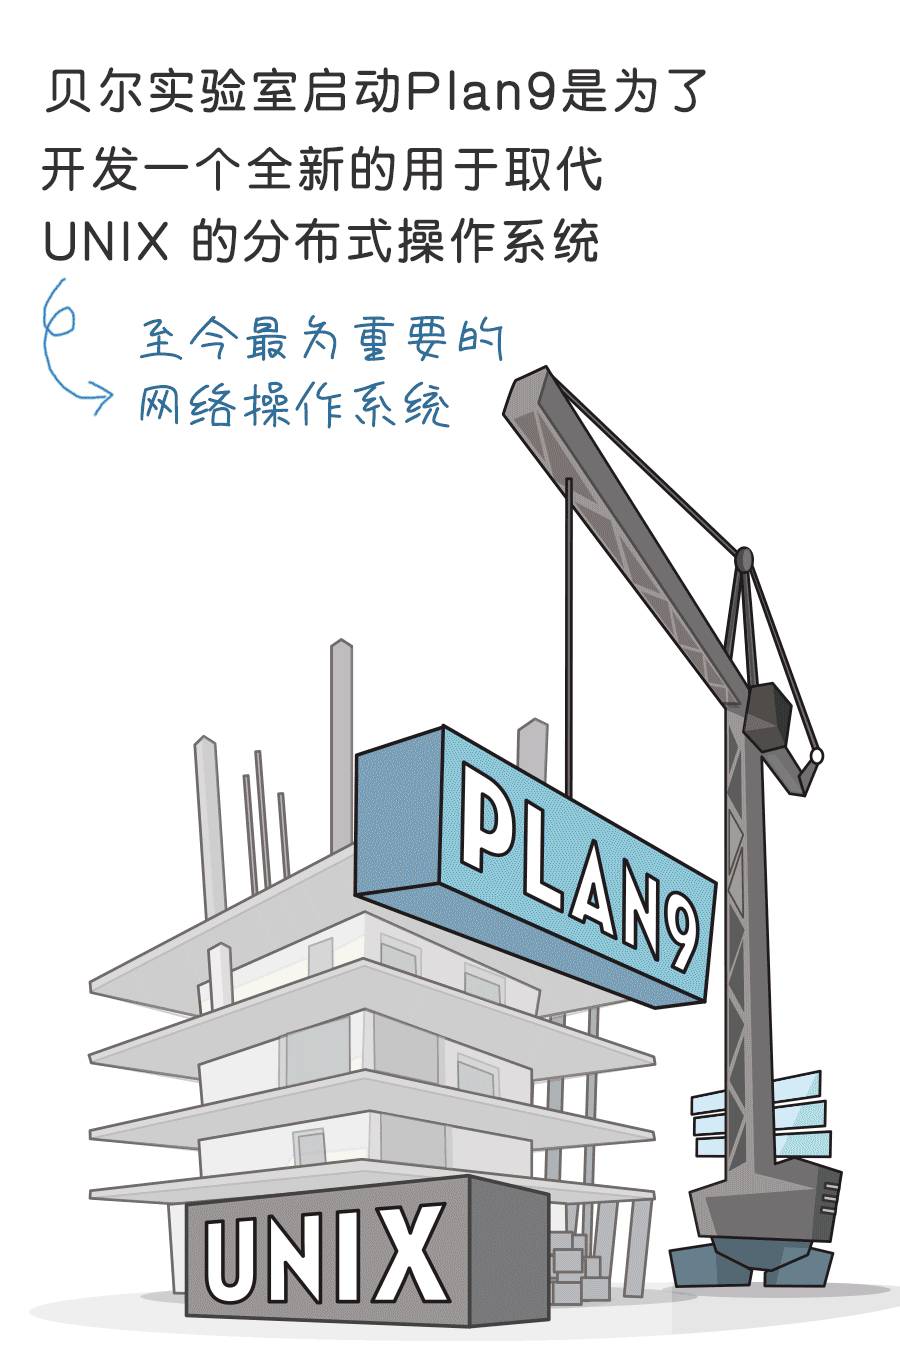 贝尔实验室启动Plan9是为了
开发一个全新的用于取代
UNIX 的分布式操作系统
至今最为重要的
网络操作系统
PLAN9
UNIX